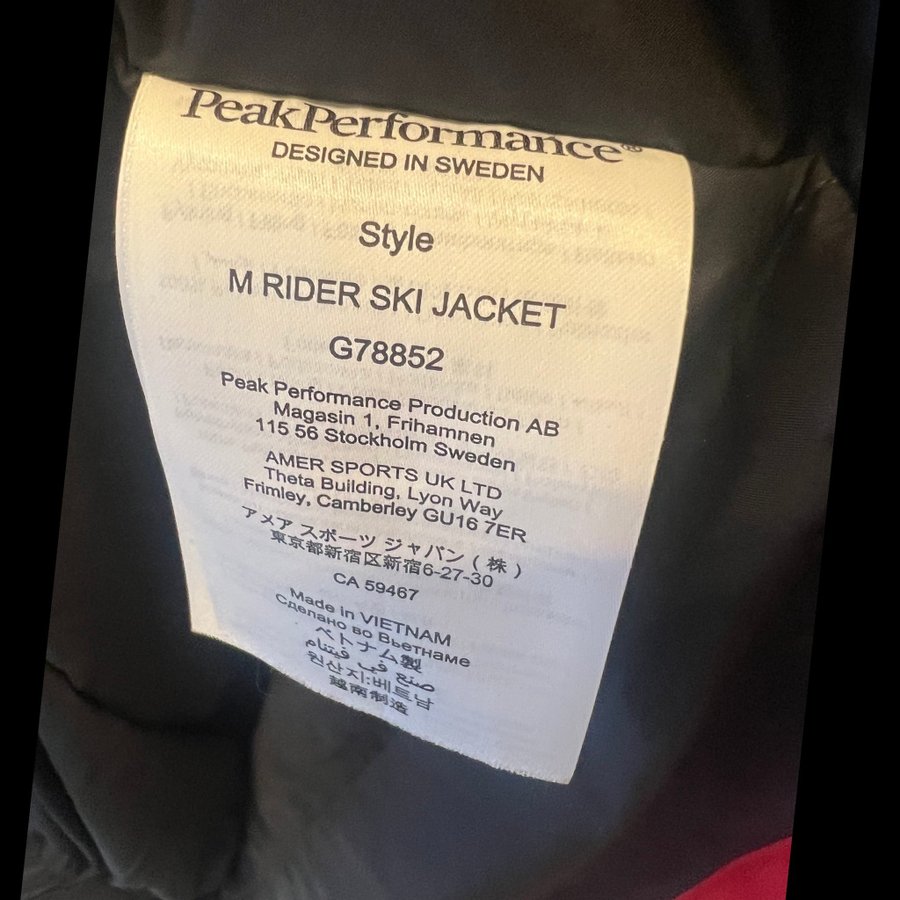 PeakPerformance®
DESIGNED IN SWEDEN
Style
M RIDER SKI JACKET
G78852
Peak Performance Production AB
Magasin 1, Frihamnen
115 56 Stockholm Sweden
AMER SPORTS UK LTD
Theta Building, Lyon Way
Frimley, Camberley GU16 7ER
アメア スポーツ ジャパン ( 株 )
東京都新宿区新宿6-27-30
CA 59467
Made in VIETNAM
Сделано во Вьетнаме
ベトナム製
صنع في فيتنام
원산지:베트남
越南制造